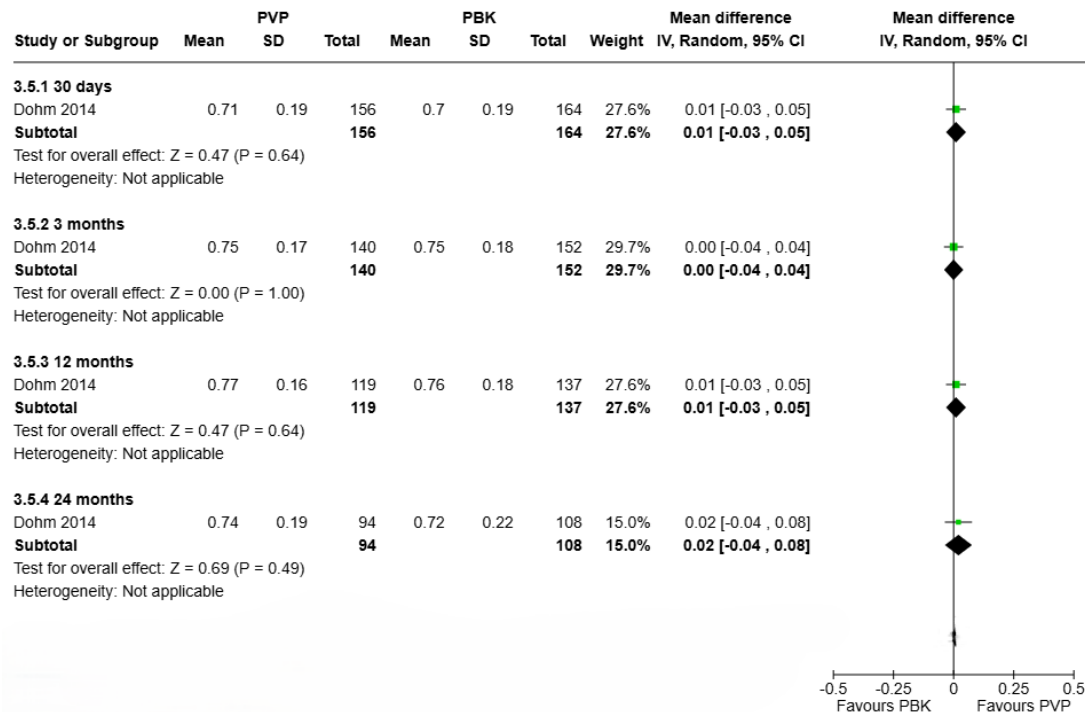 PVP PBK Mean difference Mean difference
Study or Subgroup Mean SD Total Mean SD Total Weight IV, Random, 95% CI IV, Random, 95% CI
3.5.1 30 days
Dohm 2014 0.71 0.19 156 0.7 0.19 164 27.6% 0.01 [-0.03 , 0.05]
Subtotal 156 164 27.6% 0.01 [-0.03 , 0.05]
Test for overall effect: Z = 0.47 (P = 0.64)
Heterogeneity: Not applicable
3.5.2 3 months
Dohm 2014 0.75 0.17 140 0.75 0.18 152 29.7% 0.00 [-0.04 , 0.04]
Subtotal 140 152 29.7% 0.00 [-0.04 , 0.04]
Test for overall effect: Z = 0.00 (P = 1.00)
Heterogeneity: Not applicable
3.5.3 12 months
Dohm 2014 0.77 0.16 119 0.76 0.18 137 27.6% 0.01 [-0.03 , 0.05]
Subtotal 119 137 27.6% 0.01 [-0.03 , 0.05]
Test for overall effect: Z = 0.47 (P = 0.64)
Heterogeneity: Not applicable
3.5.4 24 months
Dohm 2014 0.74 0.19 94 0.72 0.22 108 15.0% 0.02 [-0.04 , 0.08]
Subtotal 94 108 15.0% 0.02 [-0.04 , 0.08]
Test for overall effect: Z = 0.69 (P = 0.49)
Heterogeneity: Not applicable
-0.5 -0.25 0 0.25 0.5
Favours PBK Favours PVP